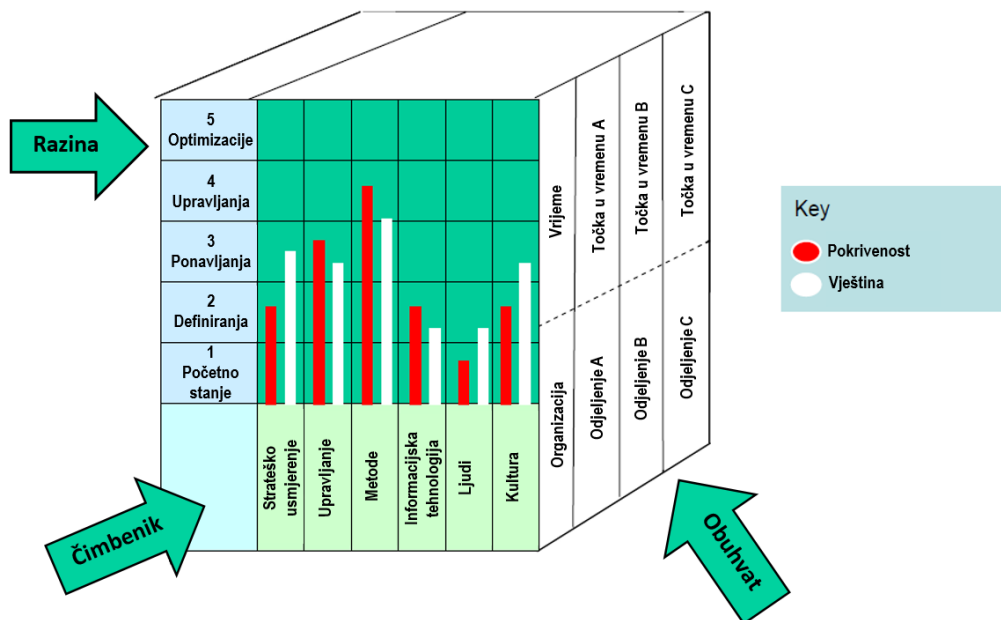 Razina
5
Optimizacije
4
Upravljanja
3
Ponavljanja
2
Definiranja
1
Početno
stanje
Čimbenik
Strateško
usmjerenje
Upravljanje
Metode
Informacijska
tehnologija
Ljudi
Kultura
Vrijeme
Točka u vremenu A
Točka u vremenu B
Točka u vremenu C
Organizacija
Odjeljenje A
Odjeljenje B
Odjeljenje C
Obuhvat
Key
Pokrivenost
Vještina